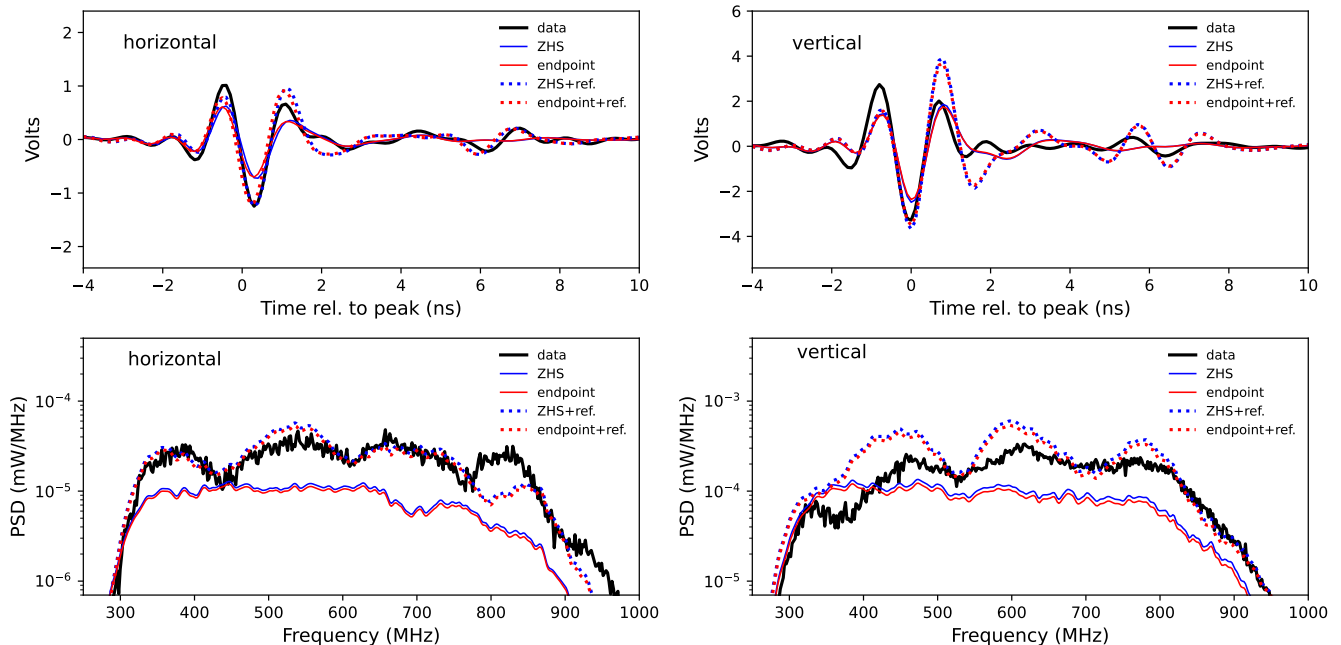 horizontal
data
ZHS
endpoint
ZHS+ref.
endpoint+ref.
2
1
0
−1
−2
Volts
−4 −2 0 2 4 6 8 10
Time rel. to peak (ns)
vertical
data
ZHS
endpoint
ZHS+ref.
endpoint+ref.
6
4
2
0
−2
−4
Volts
−4 −2 0 2 4 6 8 10
Time rel. to peak (ns)
horizontal
data
ZHS
endpoint
ZHS+ref.
endpoint+ref.
10⁻⁴
10⁻⁵
10⁻⁶
PSD (mW/MHz)
300 400 500 600 700 800 900 1000
Frequency (MHz)
vertical
data
ZHS
endpoint
ZHS+ref.
endpoint+ref.
10⁻³
10⁻⁴
10⁻⁵
PSD (mW/MHz)
300 400 500 600 700 800 900 1000
Frequency (MHz)